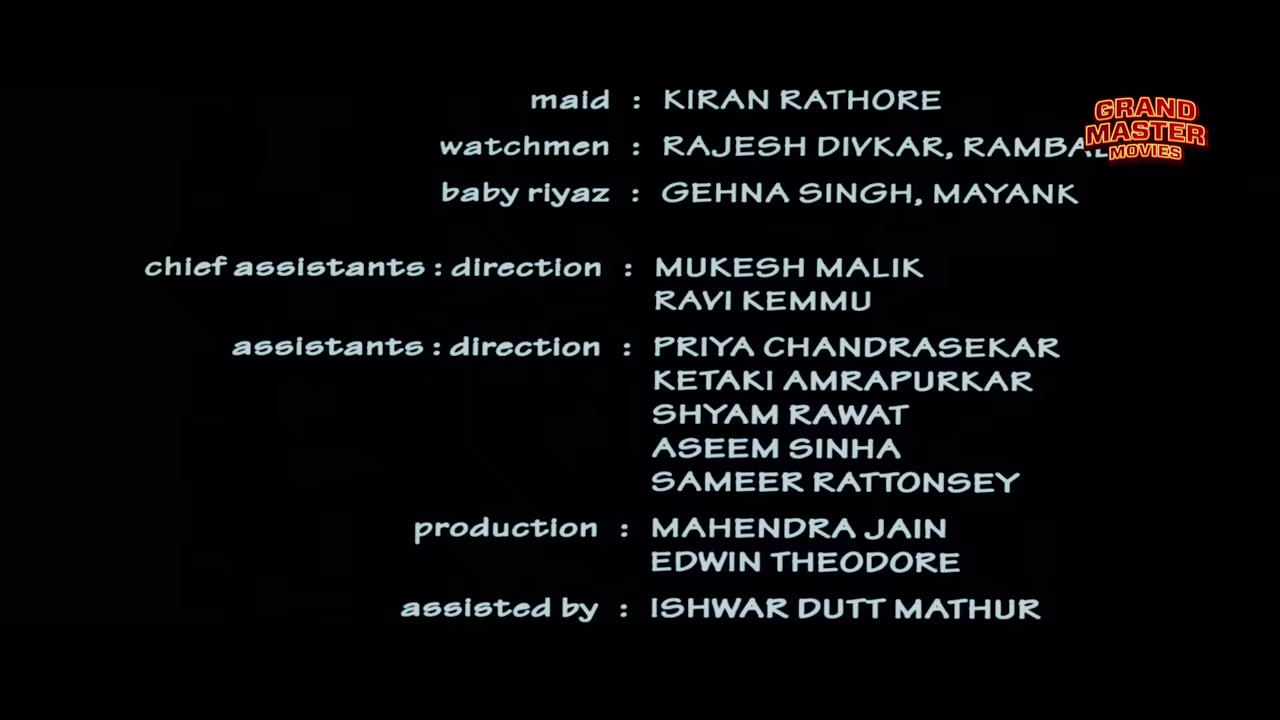 maid : KIRAN RATHORE
watchmen : RAJESH DIVKAR,
baby riyaz : GEHNA SINGH, MAYANK
chief assistants : direction : MUKESH MALIK
RAVI KEMMU
assistants : direction : PRIYA CHANDRASEKAR
KETAKI AMRAPURKAR
SHYAM RAWAT
ASEEM SINHA
SAMEER RATTONSEY
production : MAHENDRA JAIN
EDWIN THEODORE
assisted by : ISHWAR DUTT MATHUR
GRAND
MASTER
MOVIES